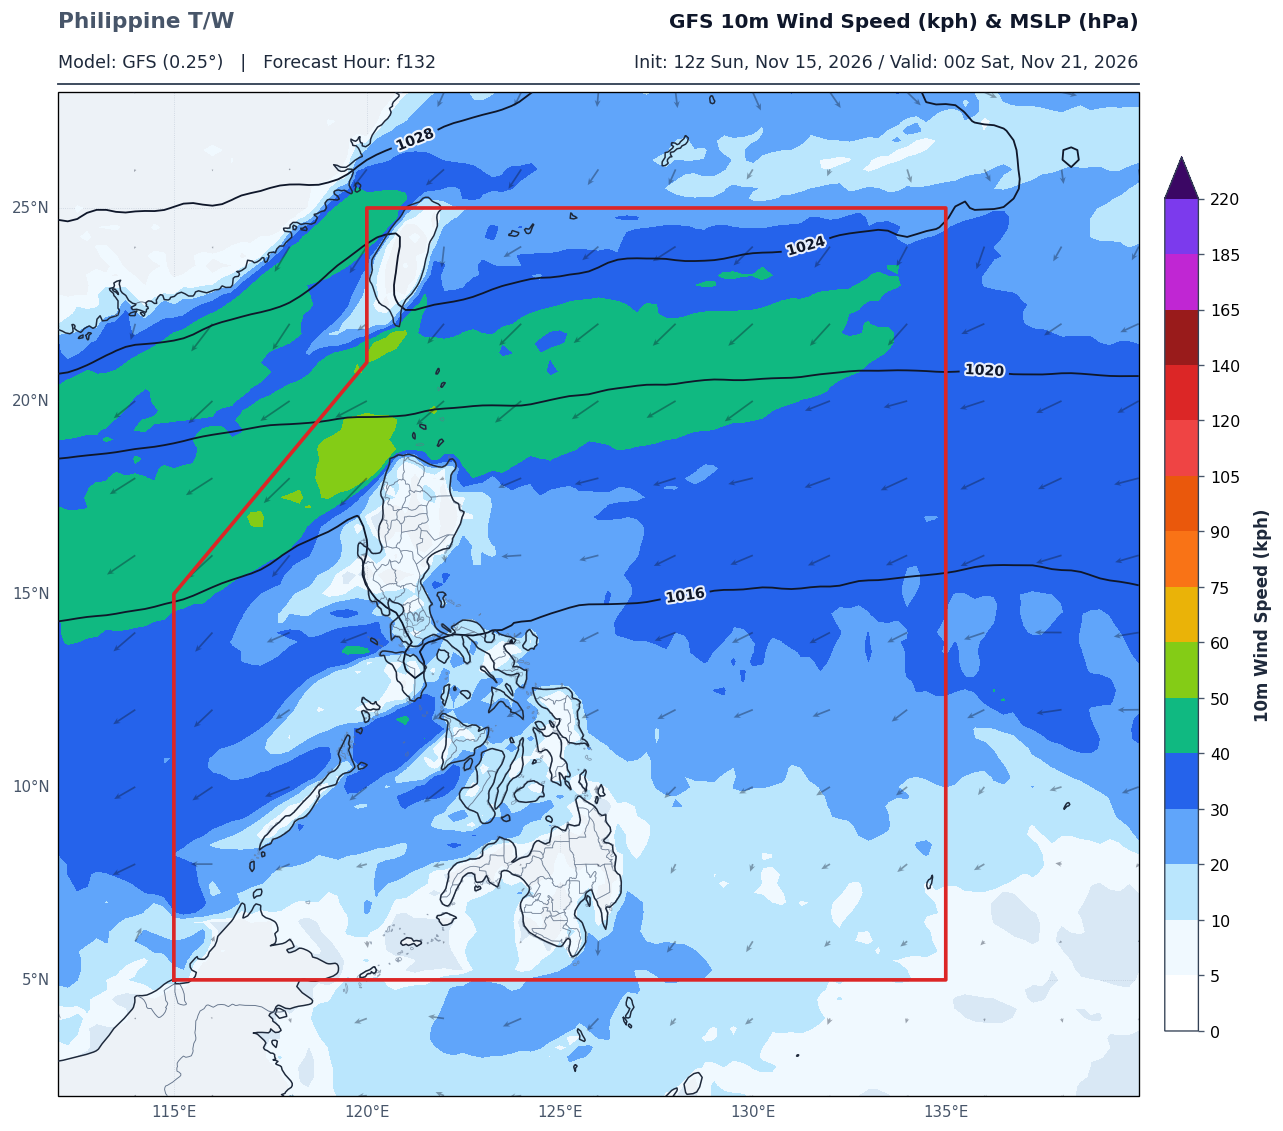 Philippine T/W
GFS 10m Wind Speed (kph) & MSLP (hPa)
Model: GFS (0.25°) | Forecast Hour: f132
Init: 12z Sun, Nov 15, 2026 / Valid: 00z Sat, Nov 21, 2026
1028
1024
1020
1016
25°N
20°N
15°N
10°N
5°N
115°E
120°E
125°E
130°E
135°E
220
185
165
140
120
105
90
75
60
50
40
30
20
10
5
0
10m Wind Speed (kph)